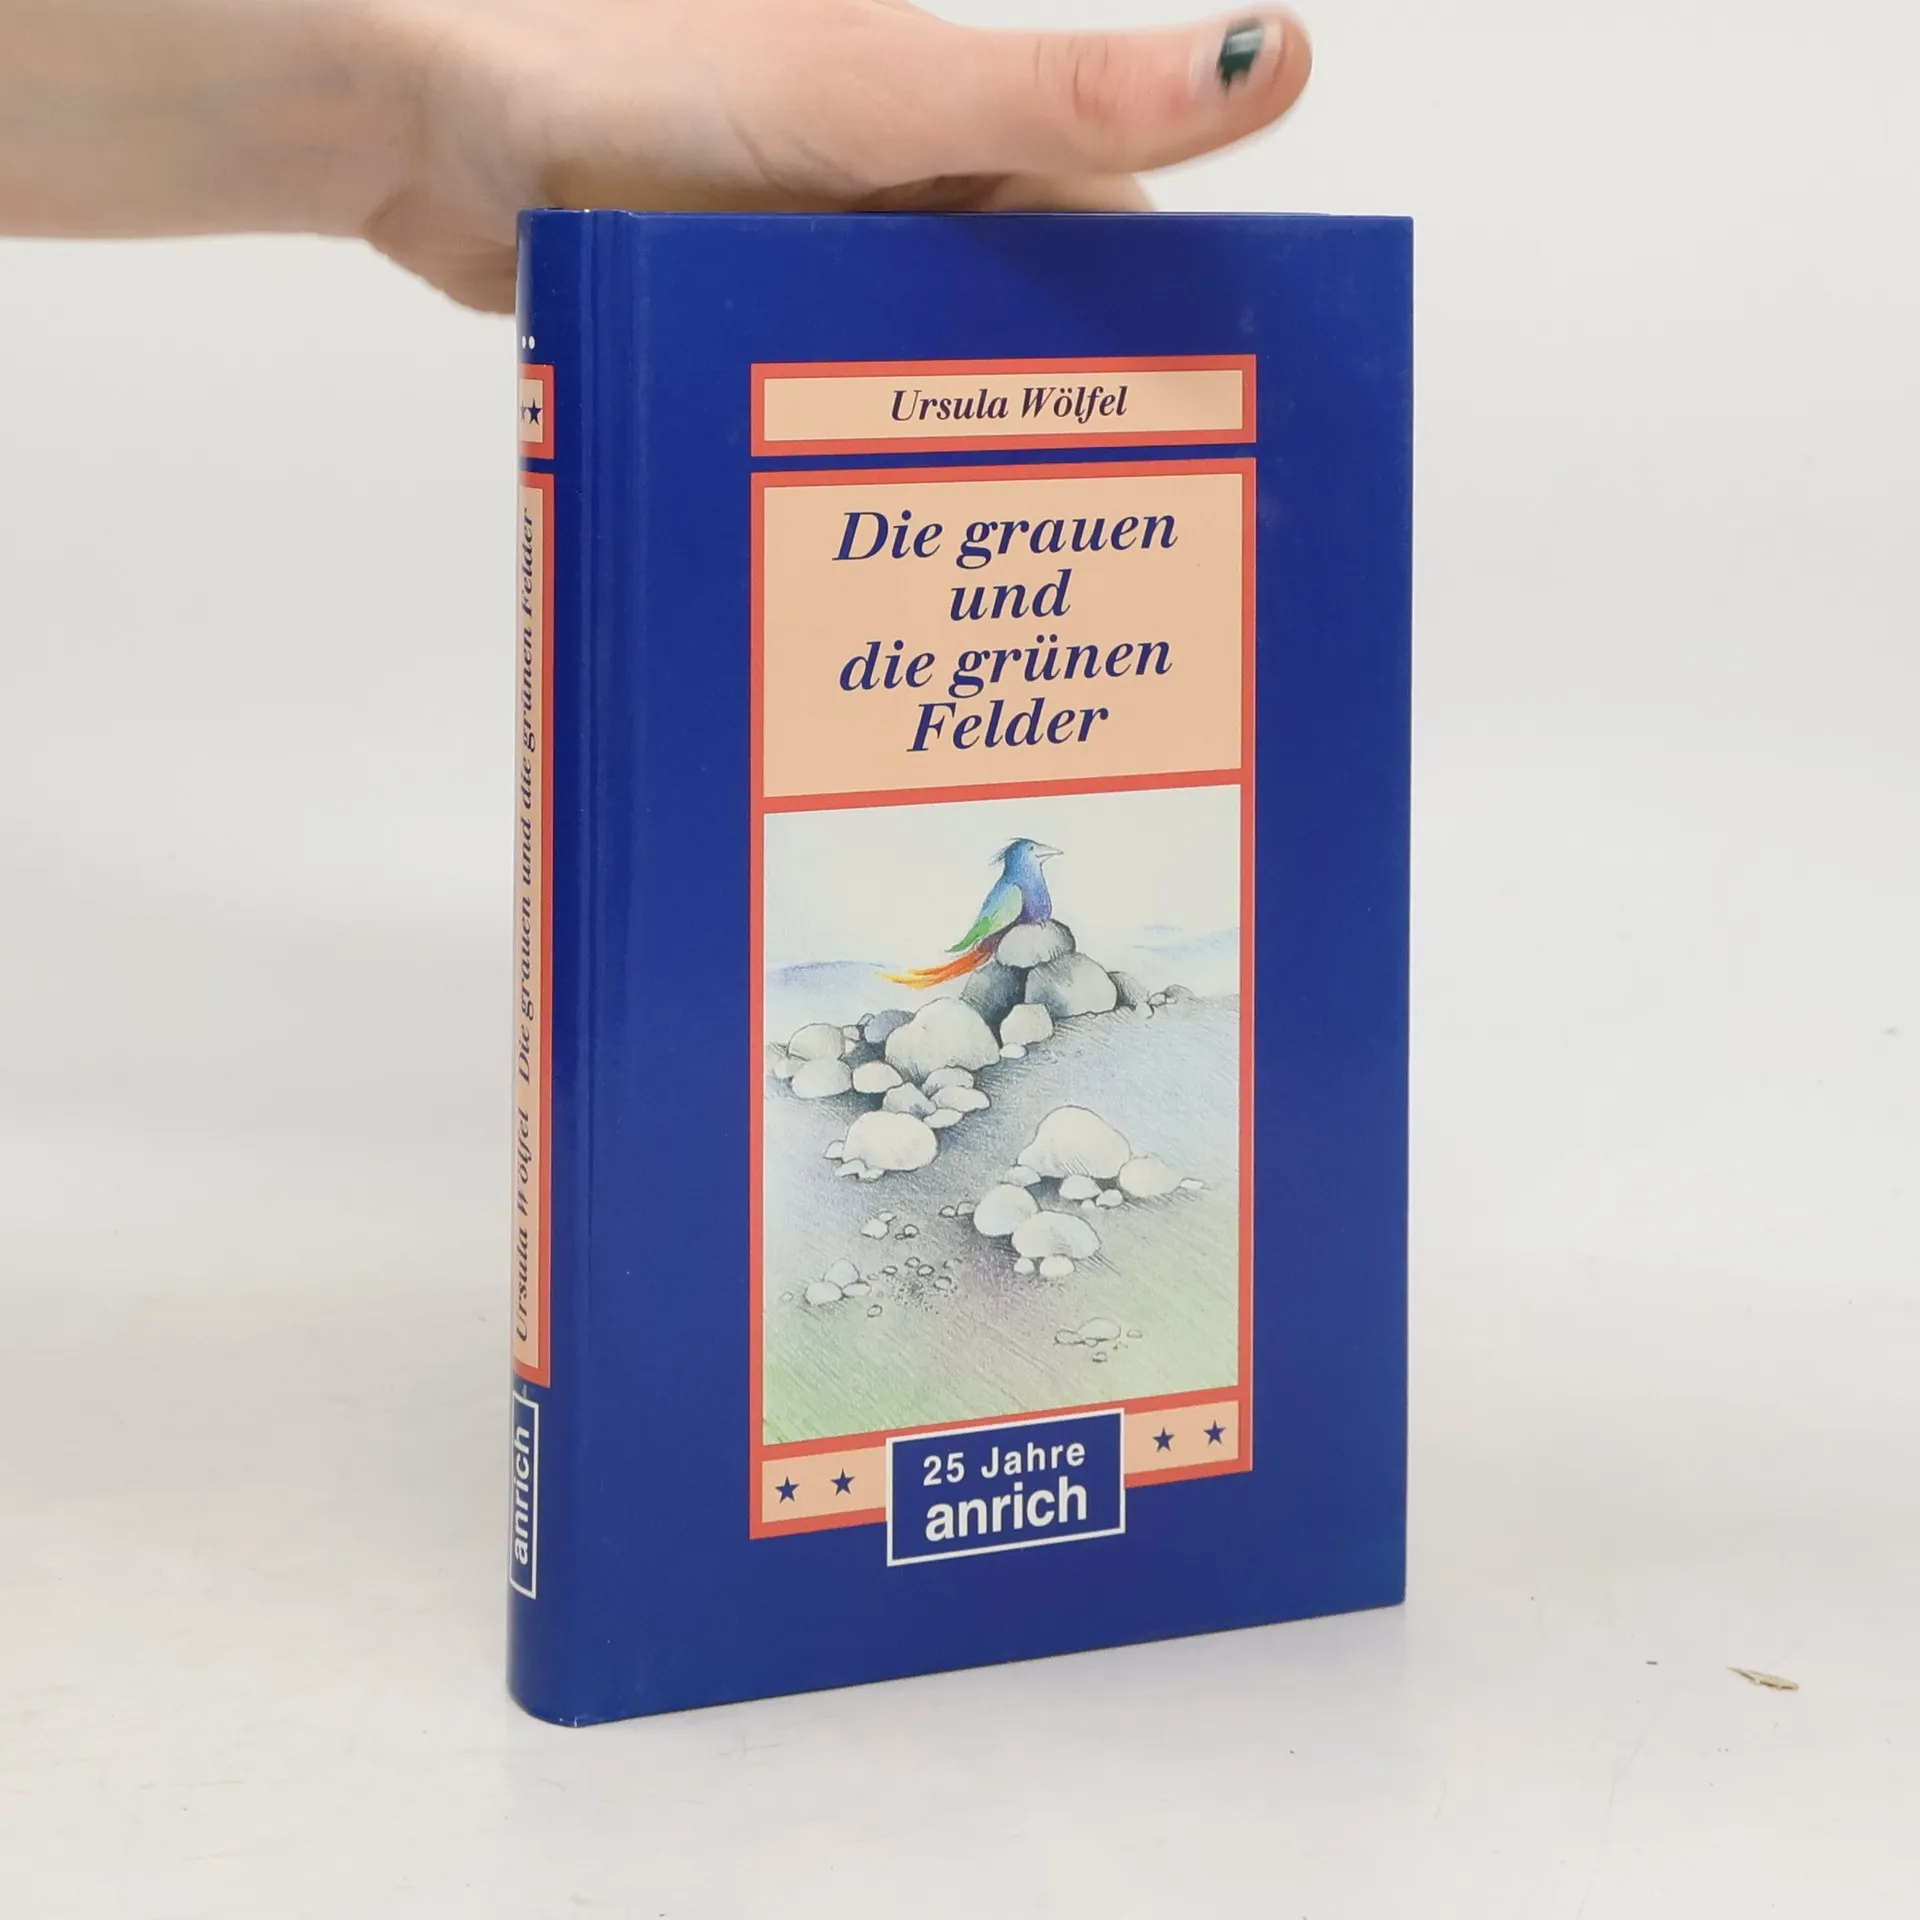 Ursula Wölfel
Die grauen
und
die grünen
Felder
25 Jahre
anrich
Ursula Wölfel Die grauen und die grünen Felder
anrich